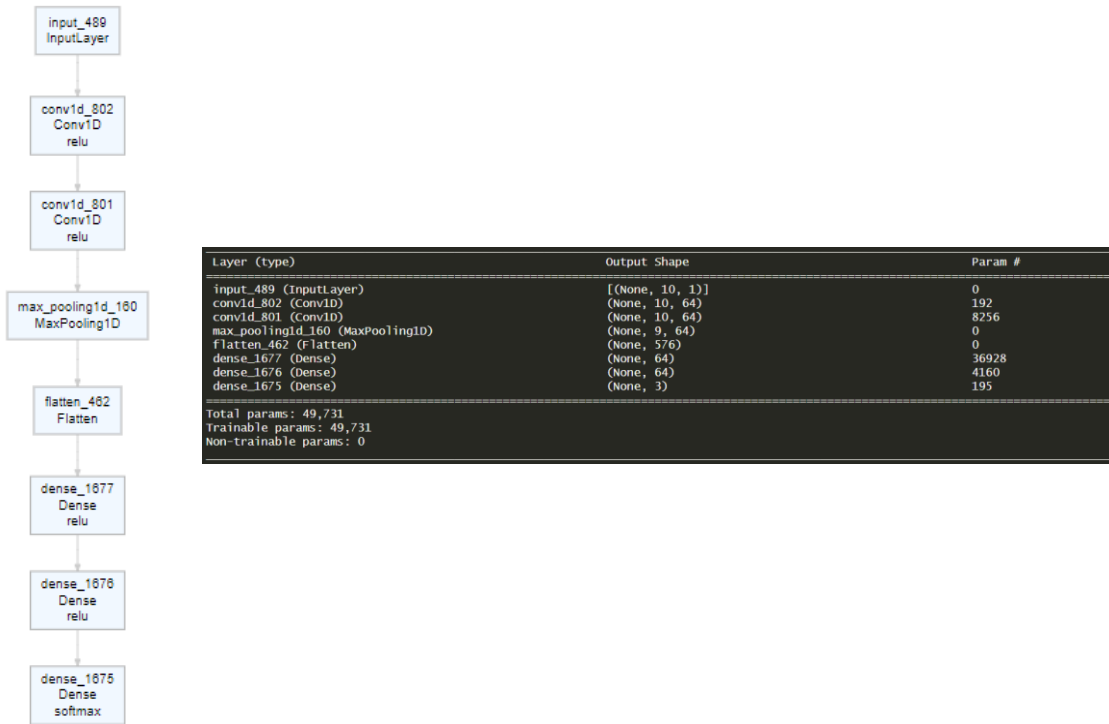 input_489
InputLayer
conv1d_802
Conv1D
relu
conv1d_801
Conv1D
relu
max_pooling1d_160
MaxPooling1D
flatten_462
Flatten
dense_1677
Dense
relu
dense_1676
Dense
relu
dense_1675
Dense
softmax
Layer (type) Output Shape Param #
input_489 (InputLayer) [(None, 10, 1)] 0
conv1d_802 (Conv1D) (None, 10, 64) 192
conv1d_801 (Conv1D) (None, 10, 64) 8256
max_pooling1d_160 (MaxPooling1D) (None, 9, 64) 0
flatten_462 (Flatten) (None, 576) 0
dense_1677 (Dense) (None, 64) 36928
dense_1676 (Dense) (None, 64) 4160
dense_1675 (Dense) (None, 3) 195
Total params: 49,731
Trainable params: 49,731
Non-trainable params: 0